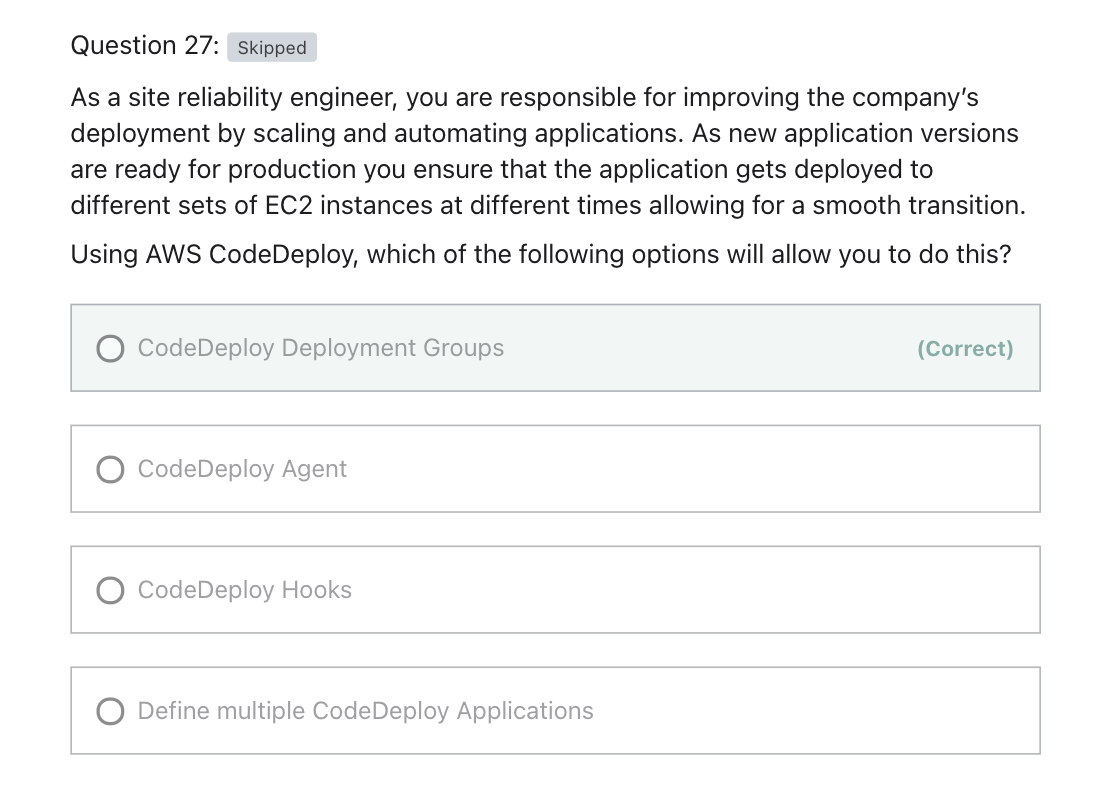 Question 27: Skipped
As a site reliability engineer, you are responsible for improving the company’s
deployment by scaling and automating applications. As new application versions
are ready for production you ensure that the application gets deployed to
different sets of EC2 instances at different times allowing for a smooth transition.
Using AWS CodeDeploy, which of the following options will allow you to do this?
CodeDeploy Deployment Groups (Correct)
CodeDeploy Agent
CodeDeploy Hooks
Define multiple CodeDeploy Applications